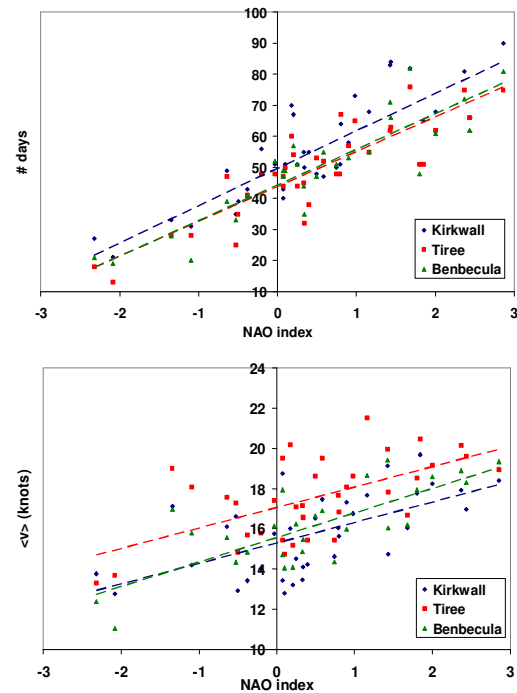 100
90
80
70
60
50
40
30
20
10
# days
Kirkwall
Tiree
Benbecula
-3 -2 -1 0 1 2 3
NAO index
24
22
20
18
16
14
12
10
<v> (knots)
Kirkwall
Tiree
Benbecula
-3 -2 -1 0 1 2 3
NAO index